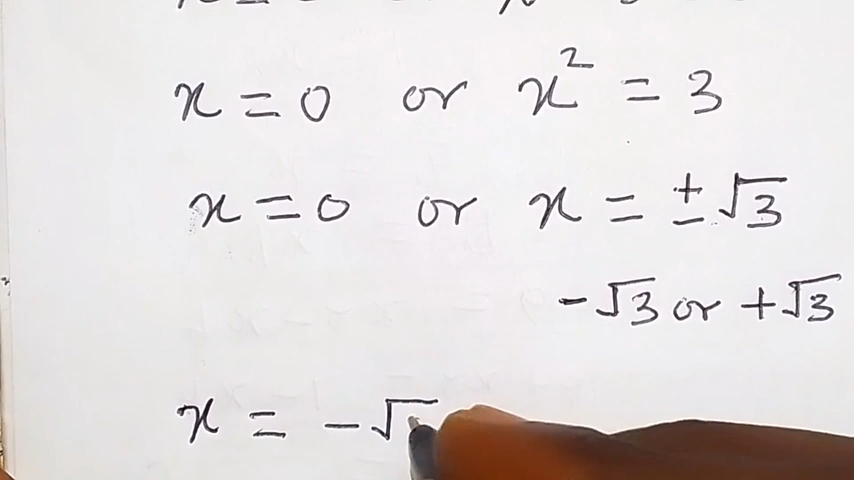 x = 0 or x² = 3
x = 0 or x = ±√3
-√3 or +√3
x = -√